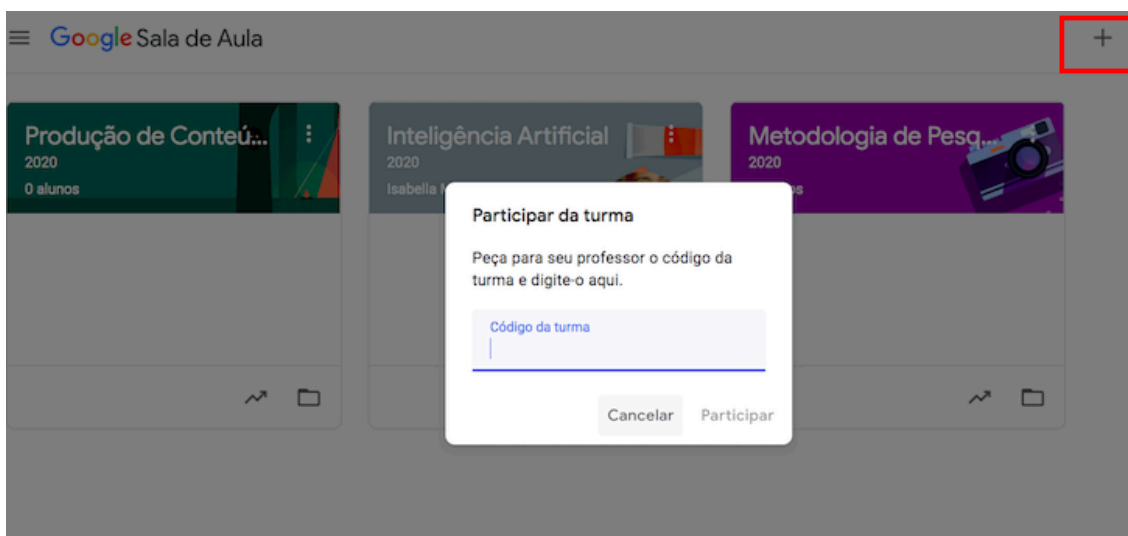 Google Sala de Aula
Produção de Conteú...
2020
0 alunos
Inteligência Artificial
2020
Isabella
Metodologia de Pesq...
2020
Participar da turma
Peça para seu professor o código da
turma e digite-o aqui.
Código da turma
Cancelar Participar